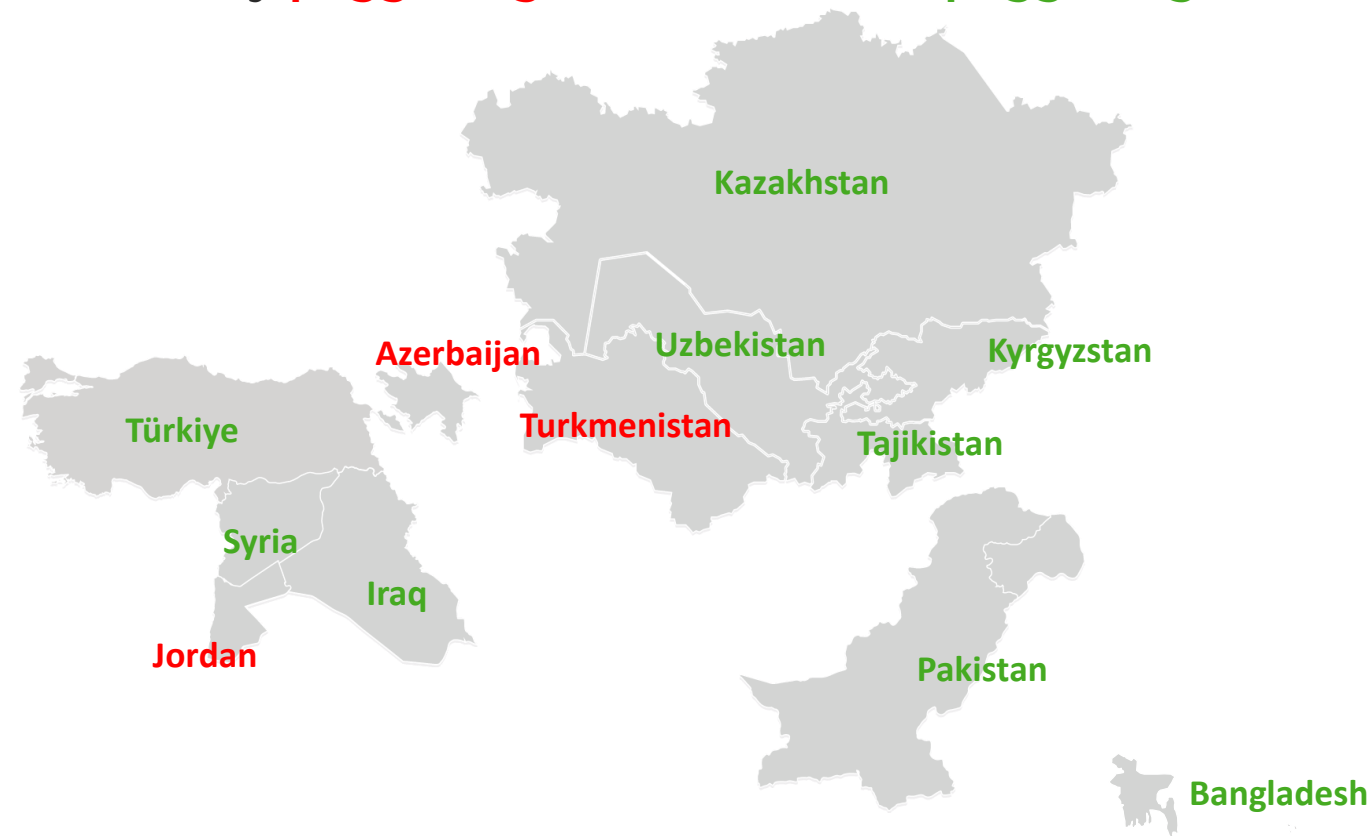 Kazakhstan
Uzbekistan
Kyrgyzstan
Azerbaijan
Turkmenistan
Türkiye
Tajikistan
Syria
Iraq
Jordan
Pakistan
Bangladesh